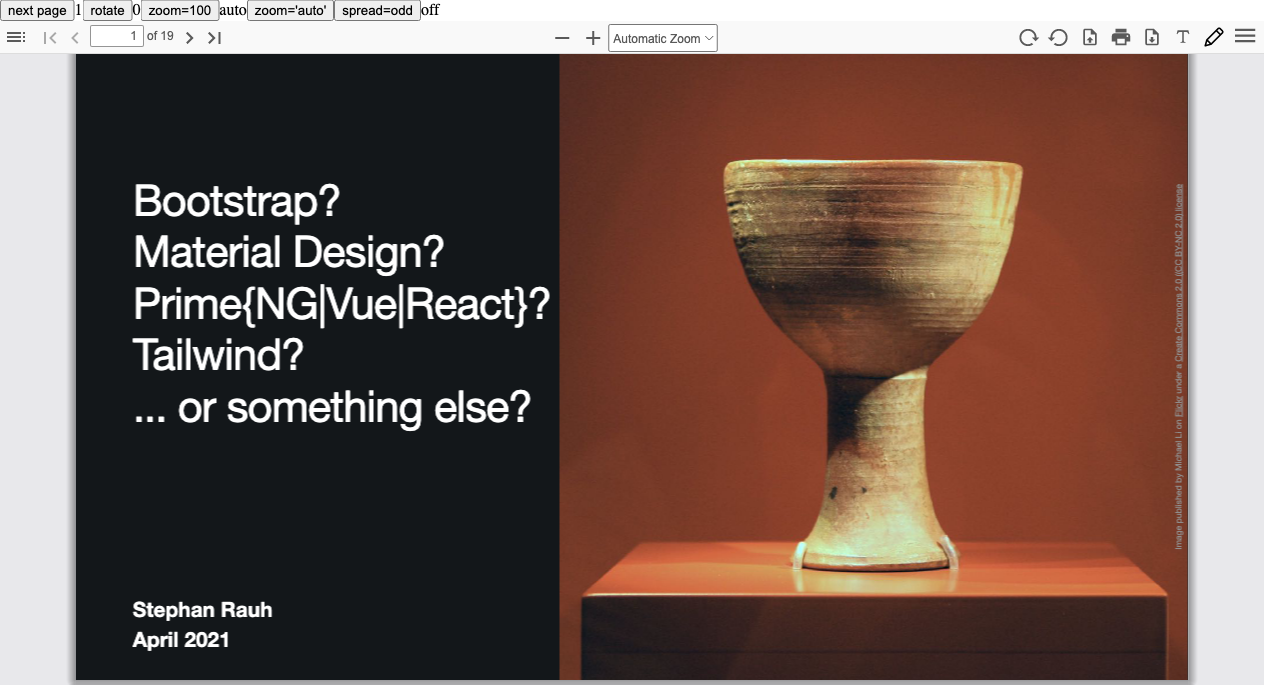 next page 1 rotate 0 zoom=100 auto zoom='auto' spread=odd off
1 of 19 Automatic Zoom
Bootstrap?
Material Design?
Prime{NG|Vue|React}?
Tailwind?
... or something else?
Stephan Rauh
April 2021
Image published by Michael Li on Flickr under a Create Commons 2.0 ((CC BY-NC 2.0) license